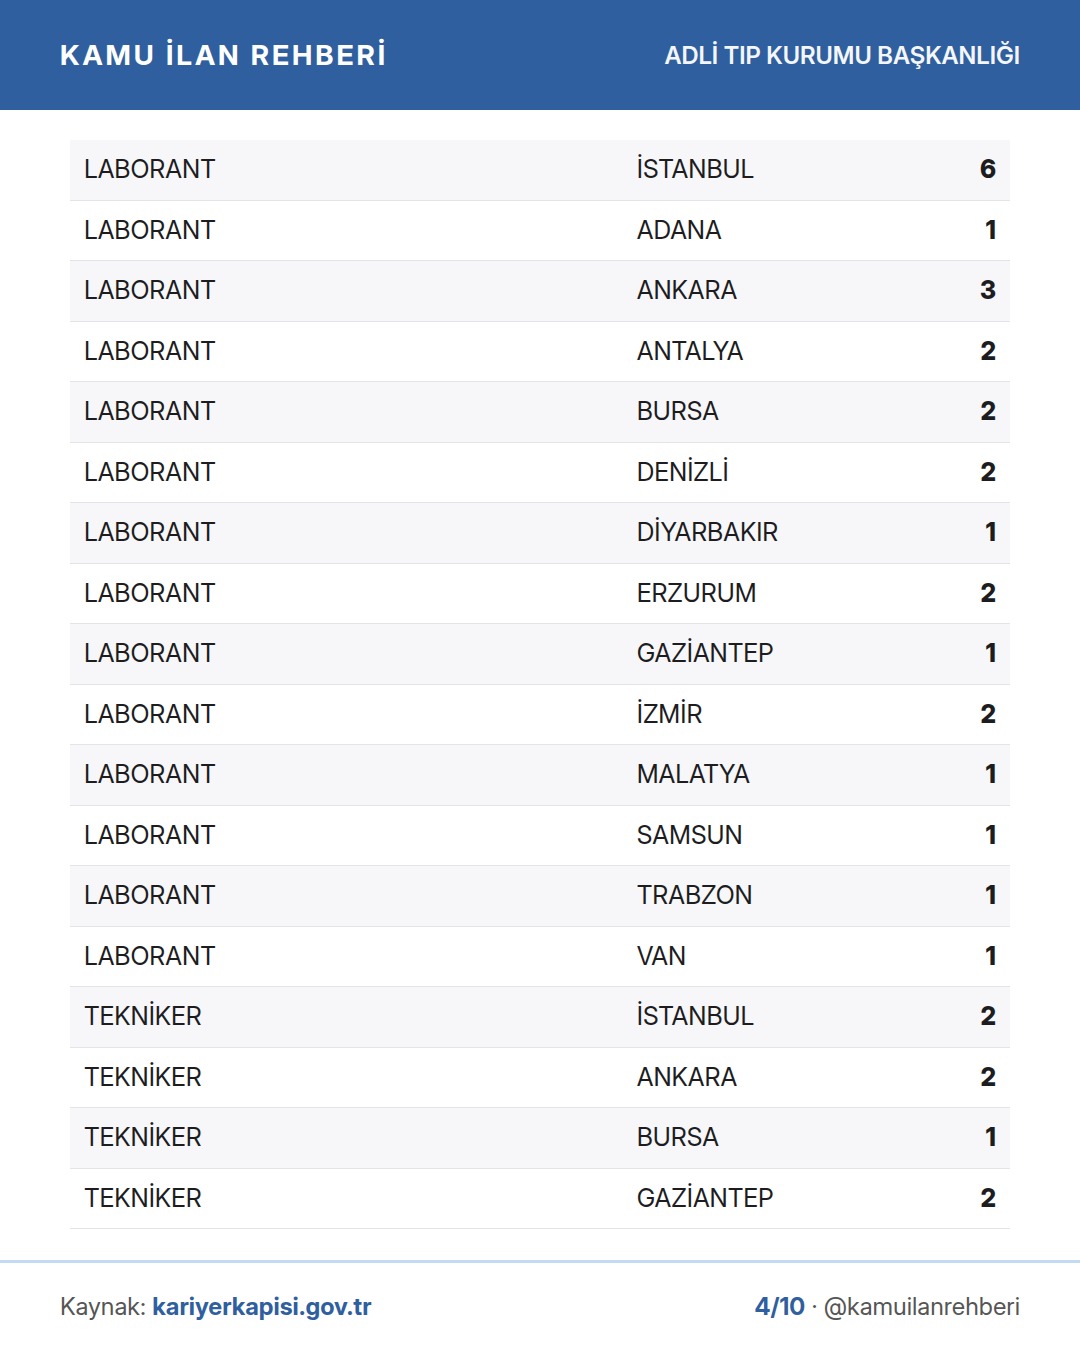 KAMU İLAN REHBERİ ADLİ TIP KURUMU BAŞKANLIĞI
LABORANT İSTANBUL 6
LABORANT ADANA 1
LABORANT ANKARA 3
LABORANT ANTALYA 2
LABORANT BURSA 2
LABORANT DENİZLİ 2
LABORANT DİYARBAKIR 1
LABORANT ERZURUM 2
LABORANT GAZİANTEP 1
LABORANT İZMİR 2
LABORANT MALATYA 1
LABORANT SAMSUN 1
LABORANT TRABZON 1
LABORANT VAN 1
TEKNİKER İSTANBUL 2
TEKNİKER ANKARA 2
TEKNİKER BURSA 1
TEKNİKER GAZİANTEP 2
Kaynak: kariyerkapisi.gov.tr 4/10 · @kamuilanrehberi